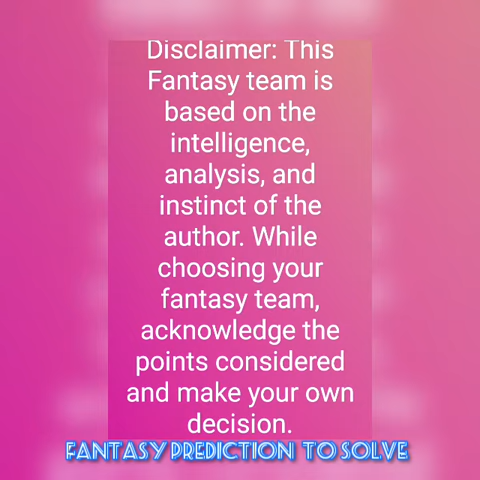 Disclaimer: This
Fantasy team is
based on the
intelligence,
analysis, and
instinct of the
author. While
choosing your
fantasy team,
acknowledge the
points considered
and make your own
decision.
FANTASY PREDICTION TO SOLVE